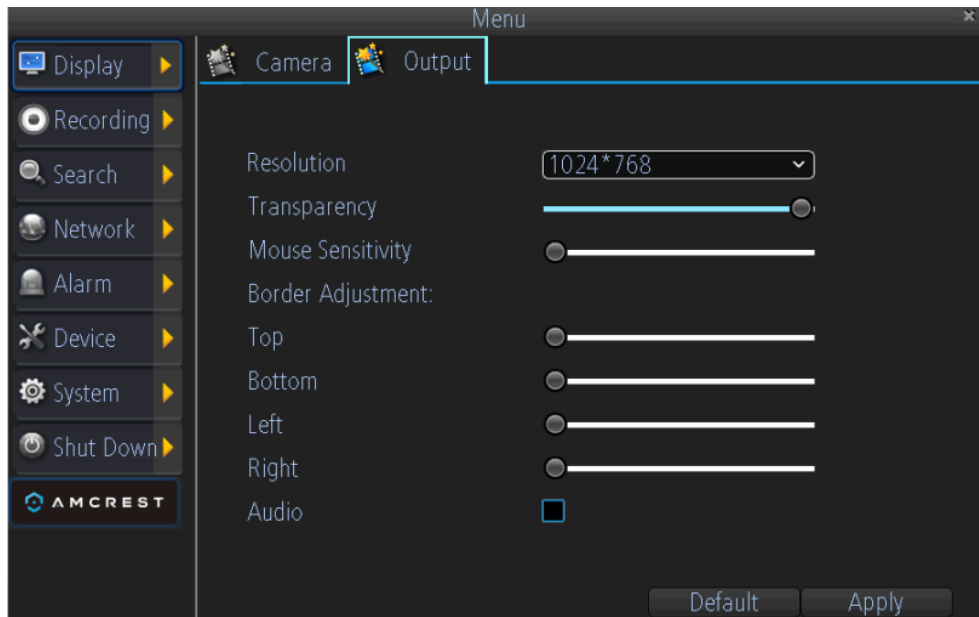 Menu
Display
Recording
Search
Network
Alarm
Device
System
Shut Down
AMCREST
Camera
Output
Resolution 1024*768
Transparency
Mouse Sensitivity
Border Adjustment:
Top
Bottom
Left
Right
Audio
Default Apply